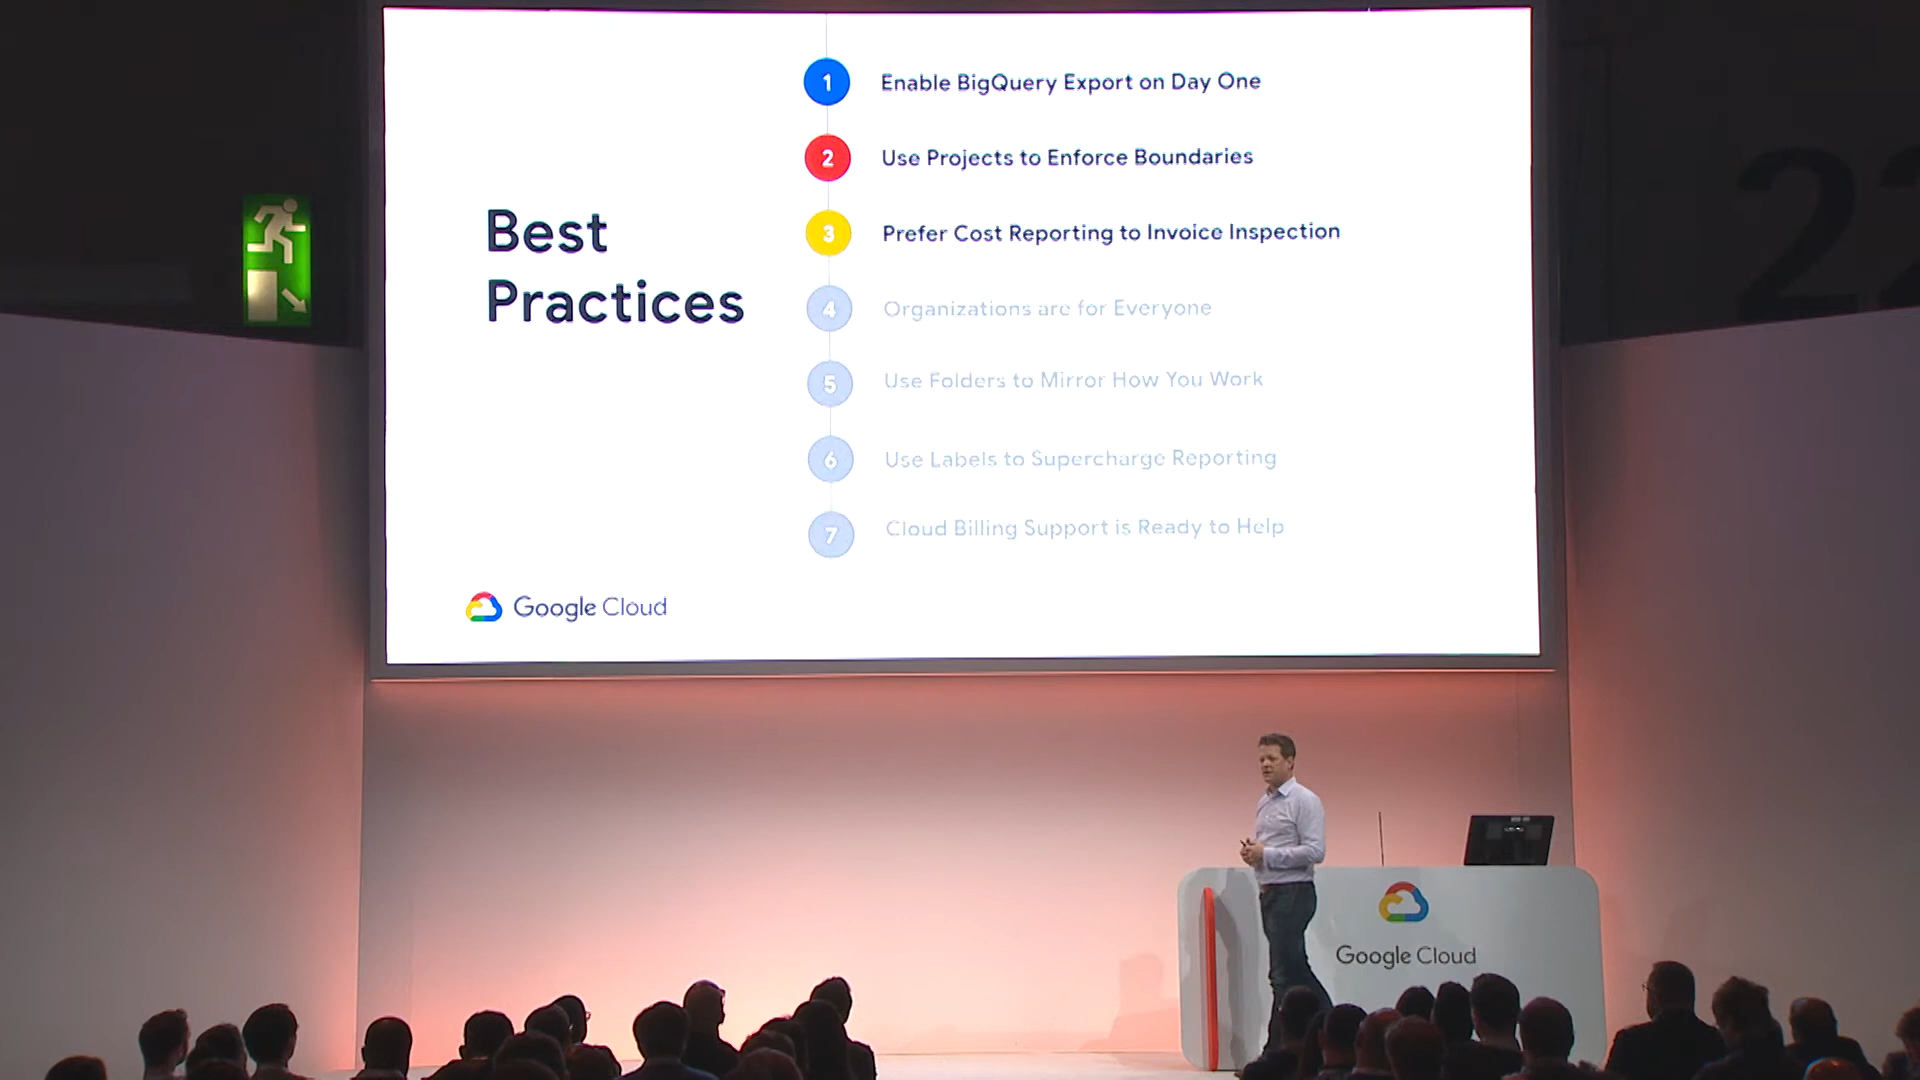 Best
Practices
1 Enable BigQuery Export on Day One
2 Use Projects to Enforce Boundaries
3 Prefer Cost Reporting to Invoice Inspection
4 Organizations are for Everyone
5 Use Folders to Mirror How You Work
6 Use Labels to Supercharge Reporting
7 Cloud Billing Support is Ready to Help
Google Cloud
22
Google Cloud